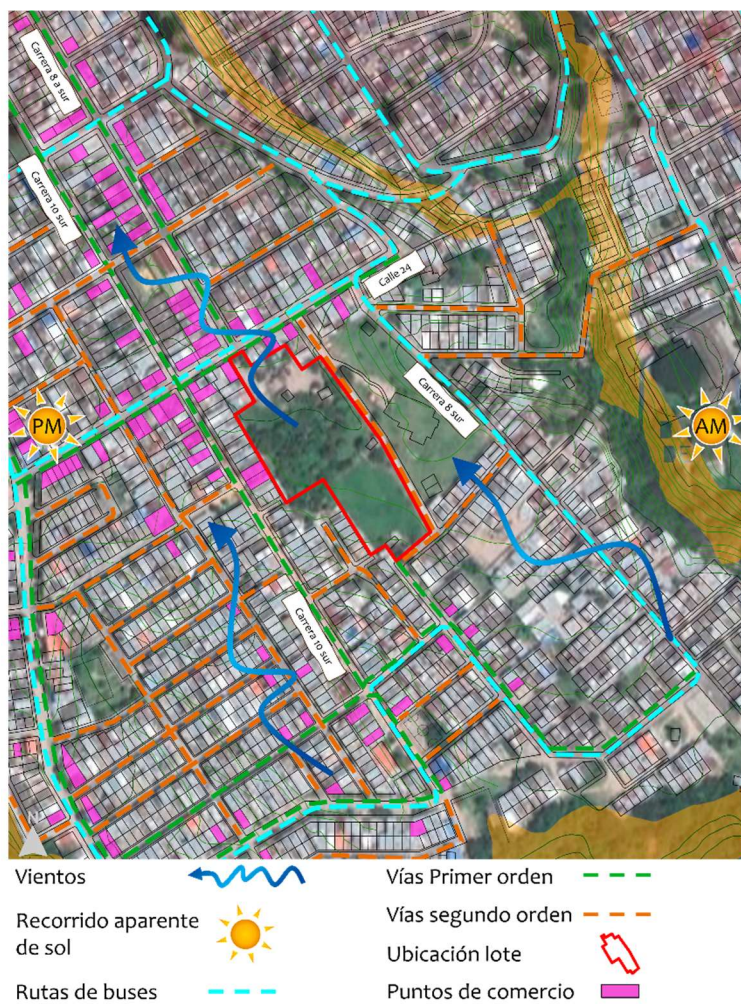 Carrera 8 a sur
Carrera 10 sur
Calle 24
PM
Carrera 8 sur
AM
Carrera 10 sur
N
Vientos
Vías Primer orden
Recorrido aparente
de sol
Vías segundo orden
Ubicación lote
Rutas de buses
Puntos de comercio